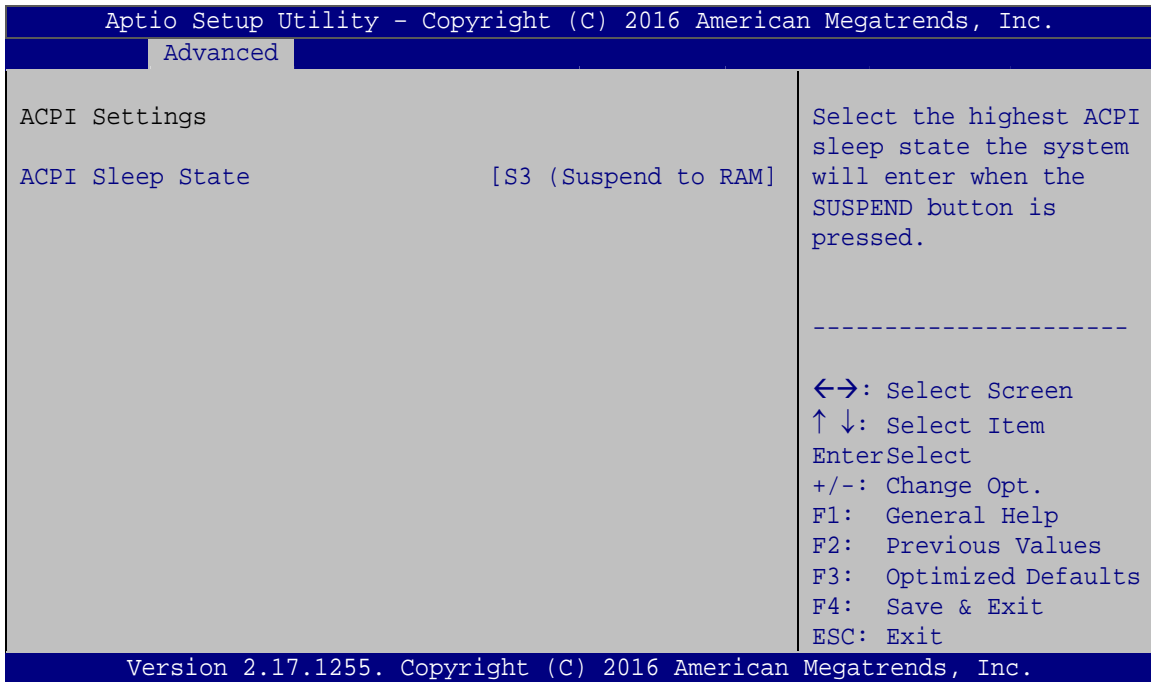 Aptio Setup Utility – Copyright (C) 2016 American Megatrends, Inc.
Advanced
ACPI Settings
ACPI Sleep State [S3 (Suspend to RAM]
Select the highest ACPI
sleep state the system
will enter when the
SUSPEND button is
pressed.
----------------------
←→: Select Screen
↑ ↓: Select Item
EnterSelect
+/-: Change Opt.
F1: General Help
F2: Previous Values
F3: Optimized Defaults
F4: Save & Exit
ESC: Exit
Version 2.17.1255. Copyright (C) 2016 American Megatrends, Inc.